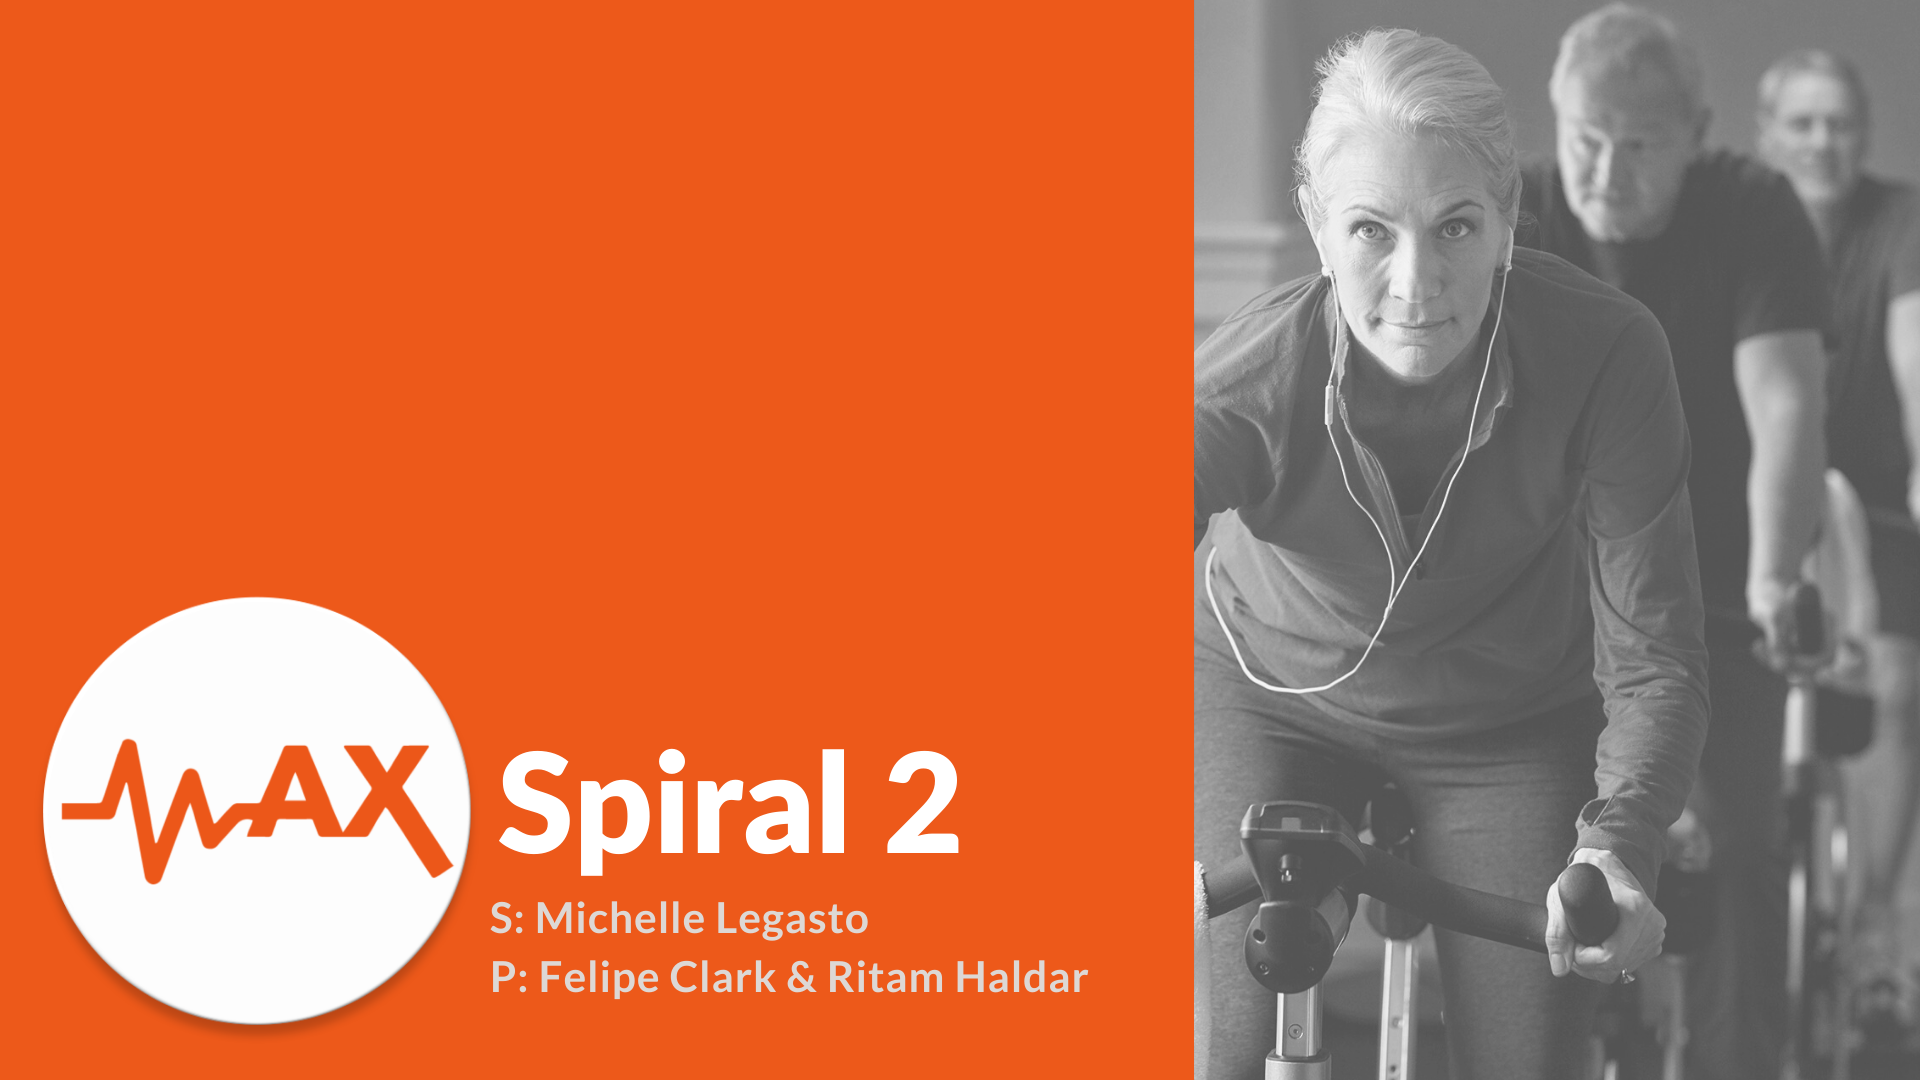 MAX
Spiral 2
S: Michelle Legasto
P: Felipe Clark & Ritam Haldar